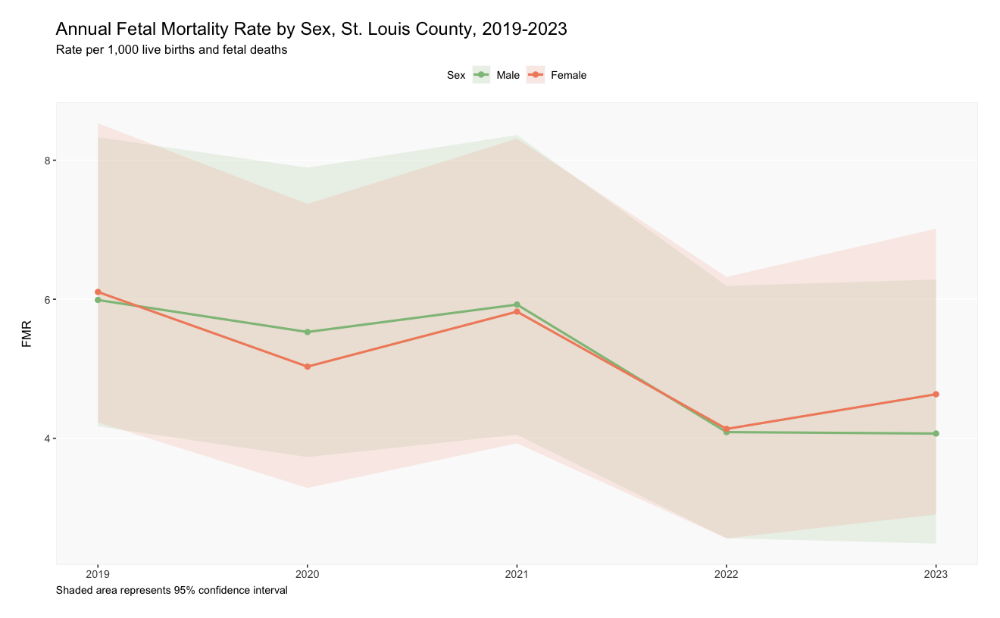 Annual Fetal Mortality Rate by Sex, St. Louis County, 2019-2023
Rate per 1,000 live births and fetal deaths
Sex Male Female
8
6
4
FMR
2019 2020 2021 2022 2023
Shaded area represents 95% confidence interval